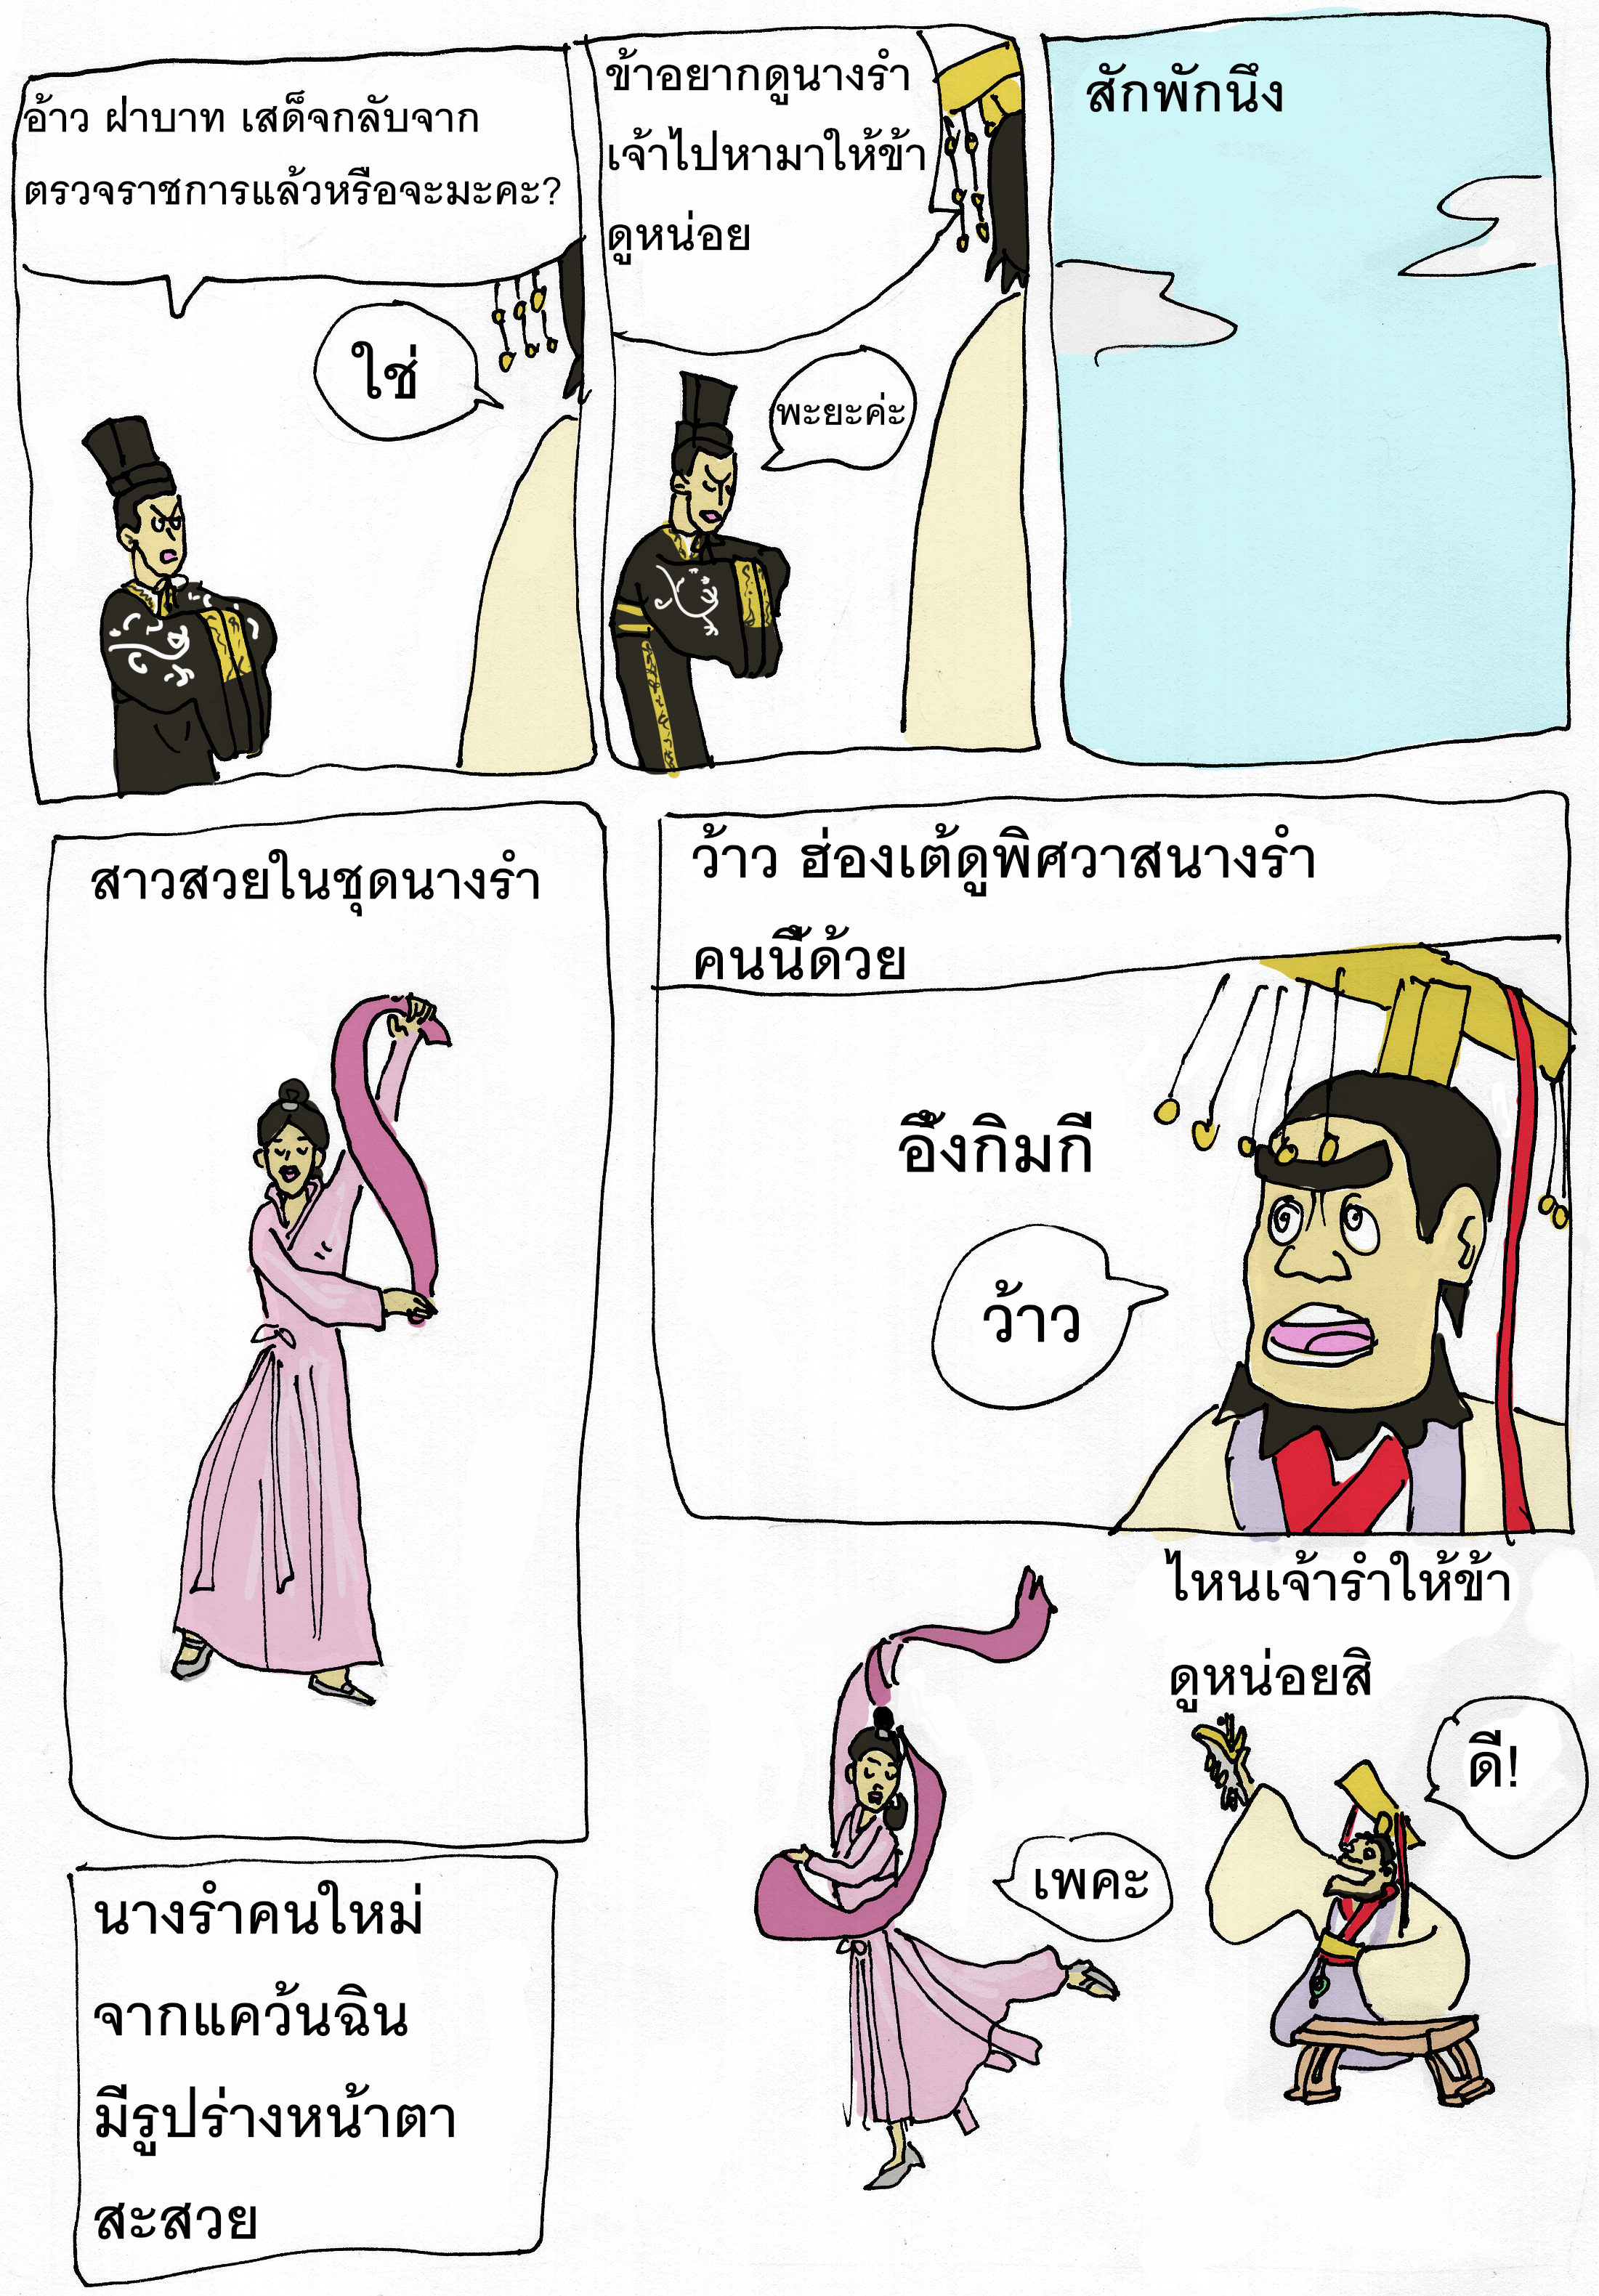 อ้าว ฝ่าบาท เสด็จกลับจาก
ตรวจราชการแล้วหรือจะมะคะ?
ใช่
ข้าอยากดูนางรำ
เจ้าไปหามาให้ข้า
ดูหน่อย
พะยะค่ะ
สักพักนึง
สาวสวยในชุดนางรำ
ว้าว ฮ่องเต้ดูพิศวาสนางรำ
คนนี้ด้วย
อึ๊งกิมกี
ว้าว
นางรำคนใหม่
จากแคว้นฉิน
มีรูปร่างหน้าตา
สะสวย
ไหนเจ้ารำให้ข้า
ดูหน่อยสิ
ดี!
เพคะ